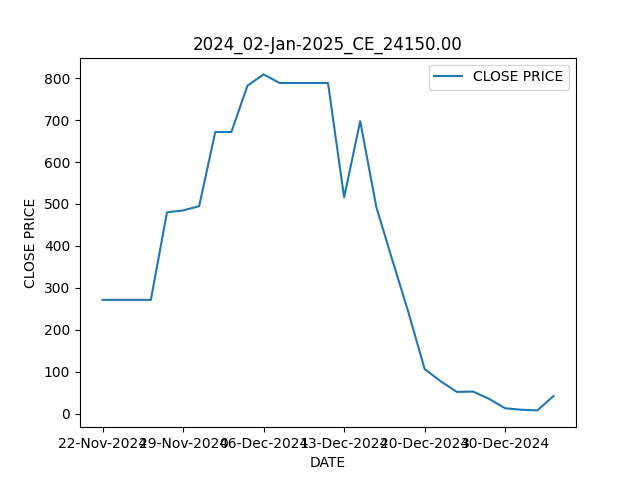 2024_02-Jan-2025_CE_24150.00
CLOSE PRICE
800
700
600
500
400
300
200
100
0
CLOSE PRICE
22-Nov-2024
29-Nov-2024
06-Dec-2024
13-Dec-2024
20-Dec-2024
30-Dec-2024
DATE